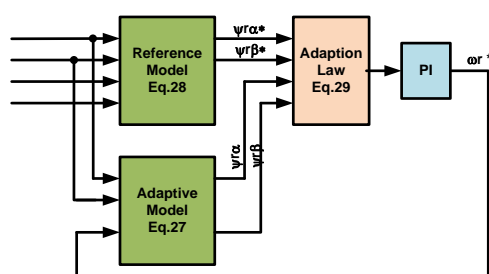 ψrα*
ψrβ*
Reference
Model
Eq.28
Adaption
Law
Eq.29
PI
ωr *
ψrα
ψrβ
Adaptive
Model
Eq.27